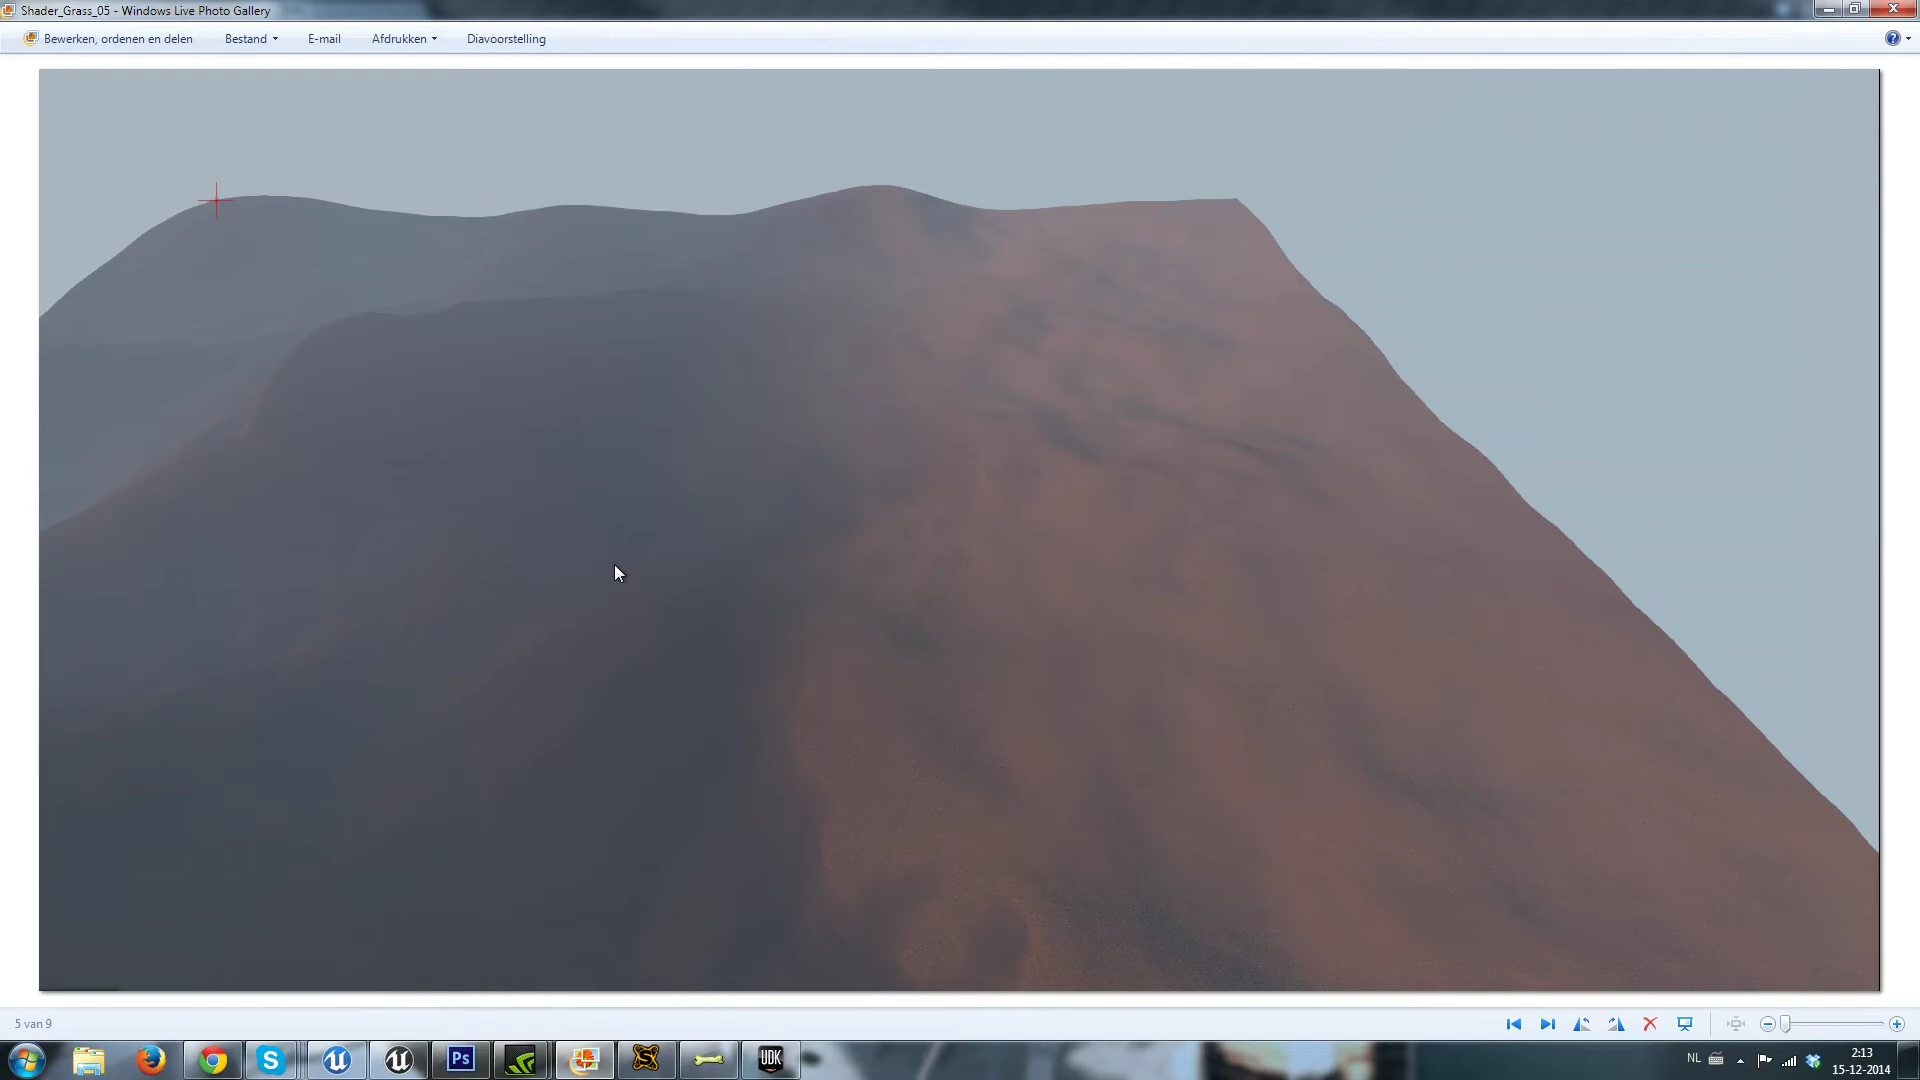 Shader_Grass_05 - Windows Live Photo Gallery
Bewerken, ordenen en delen Bestand E-mail Afdrukken Diavoorstelling
5 van 9
Ps
UDK
NL
2:13
15-12-2014